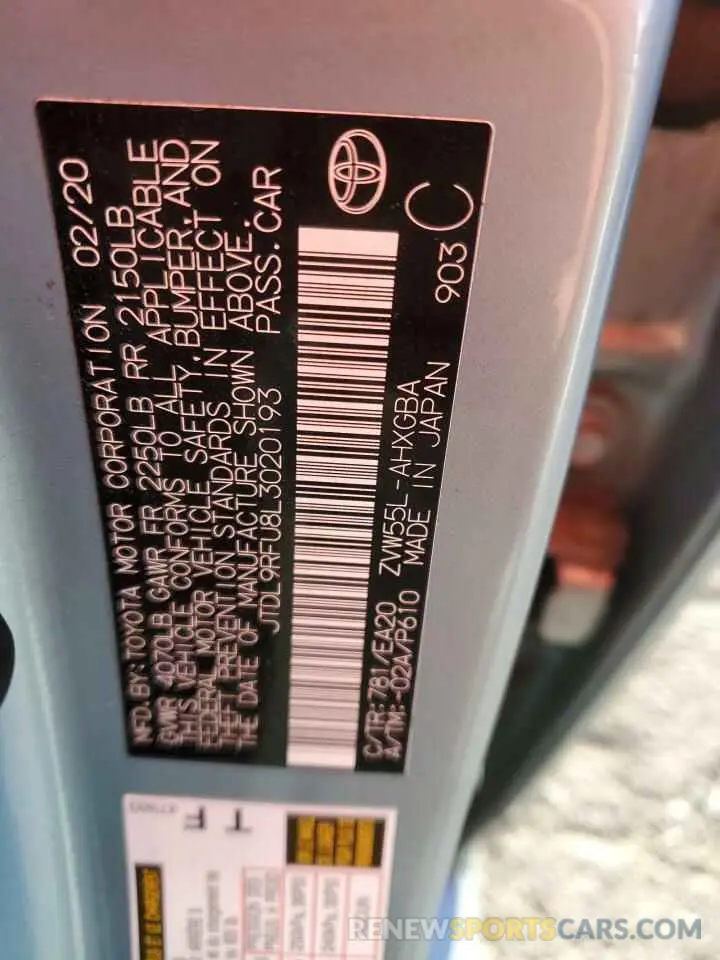 MFD.BY:TOYOTA MOTOR CORPORATION 02/20
GVWR 4070LB GAWR FR 2250LB RR 2150LB
THIS VEHICLE CONFORMS TO ALL APPLICABLE
FEDERAL MOTOR VEHICLE SAFETY,BUMPER,AND
THEFT PREVENTION STANDARDS IN EFFECT ON
THE DATE OF MANUFACTURE SHOWN ABOVE.
JTDL9RFU8L3020193 PASS.CAR
C/TR:781/EA20 ZVW55L-AHXGBA
A/TM:-02A/P610 MADE IN JAPAN 903 C
T F
RENEWSPORTSCARS.COM